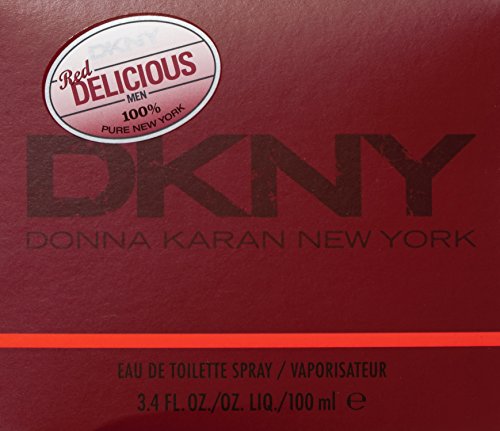 DKNY
Red
DELICIOUS
MEN
100%
PURE NEW YORK
DKNY
DONNA KARAN NEW YORK
EAU DE TOILETTE SPRAY / VAPORISATEUR
3.4 FL. OZ./OZ. LIQ./100 ml ℮